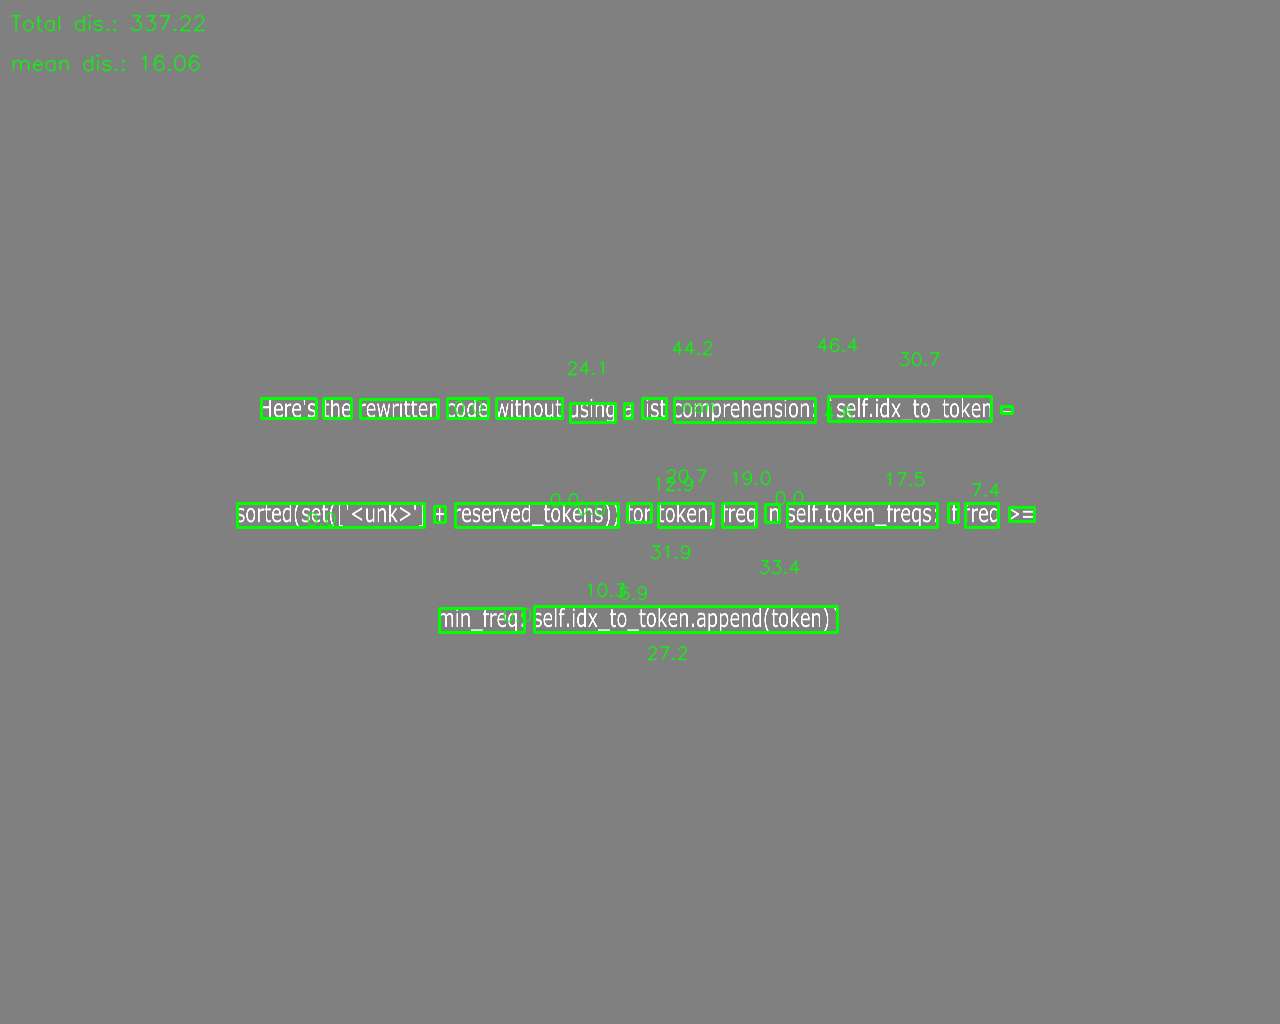 Total dis.: 337.22
mean dis.: 16.06
46.4
44.2
30.7
24.1
Here's the rewritten code without using a list comprehension: self.idx_to_token =
20.7 19.0 17.5
12.9 7.4
0.0 0.0
sorted(set(['<unk>'] + reserved_tokens)) for token, freq in self.token_freqs: if freq >=
31.9
33.4
10.3 6.9
min_freq: self.idx_to_token.append(token)
27.2